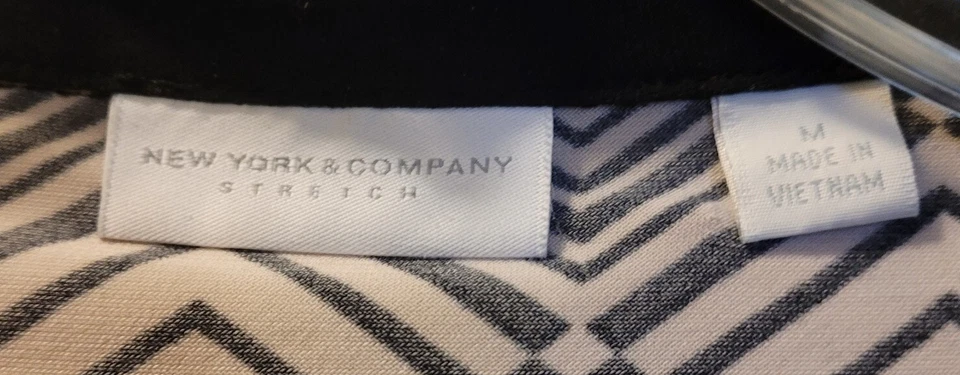 NEW YORK & COMPANY
STRETCH
M
MADE IN
VIETNAM